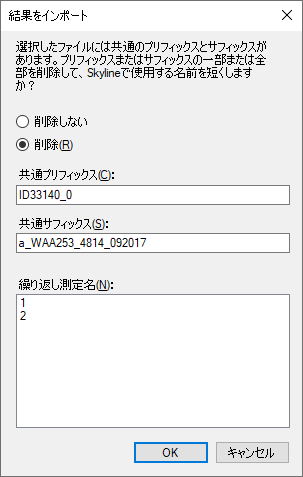 結果をインポート
選択したファイルには共通のプリフィックスとサフィックスが
あります。プリフィックスまたはサフィックスの一部または全
部を削除して、Skylineで使用する名前を短くします
か？
削除しない
削除(R)
共通プリフィックス(C):
ID33140_0
共通サフィックス(S):
a_WAA253_4814_092017
繰り返し測定名(N):
1
2
OK
キャンセル